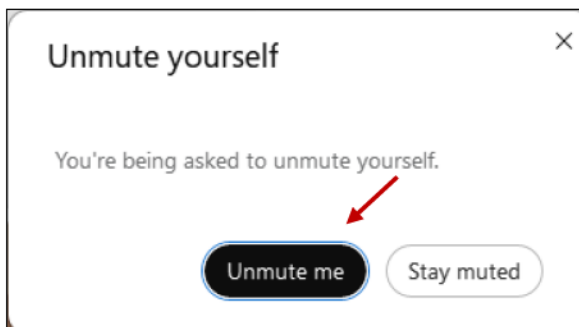 Unmute yourself
You're being asked to unmute yourself.
Unmute me
Stay muted